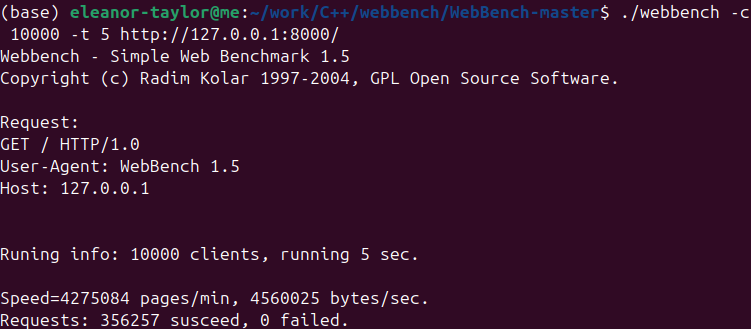 (base) eleanor-taylor@me:~/work/C++/webbench/WebBench-master$ ./webbench -c
 10000 -t 5 http://127.0.0.1:8000/
Webbench - Simple Web Benchmark 1.5
Copyright (c) Radim Kolar 1997-2004, GPL Open Source Software.

Request:
GET / HTTP/1.0
User-Agent: WebBench 1.5
Host: 127.0.0.1


Runing info: 10000 clients, running 5 sec.

Speed=4275084 pages/min, 4560025 bytes/sec.
Requests: 356257 susceed, 0 failed.